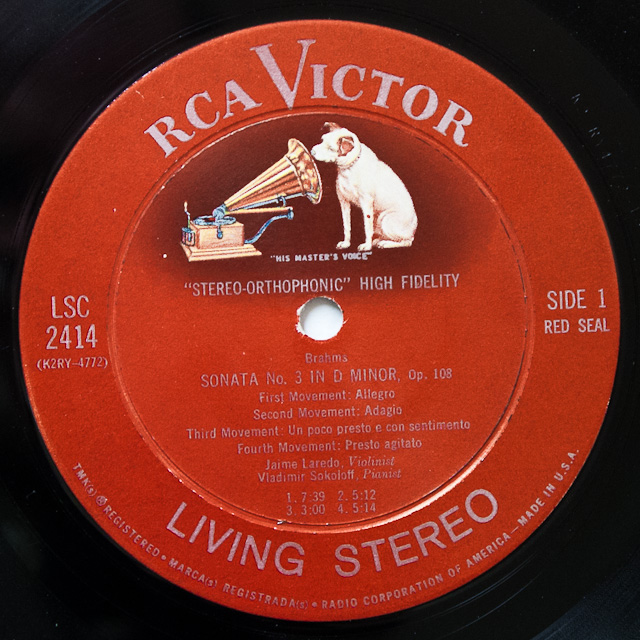 RCA VICTOR
"HIS MASTER'S VOICE"
"STEREO-ORTHOPHONIC" HIGH FIDELITY
LSC
2414
(K2RY-4772)
SIDE 1
RED SEAL
Brahms
SONATA No. 3 IN D MINOR, Op. 108
First Movement: Allegro
Second Movement: Adagio
Third Movement: Un poco presto e con sentimento
Fourth Movement: Presto agitato
Jaime Laredo, Violinist
Vladimir Sokoloff, Pianist
1. 7:39 2. 5:12
3. 3:00 4. 5:14
LIVING STEREO
TMK(s) ® REGISTERED • MARCA(s) REGISTRADA(s) • RADIO CORPORATION OF AMERICA—MADE IN U.S.A.